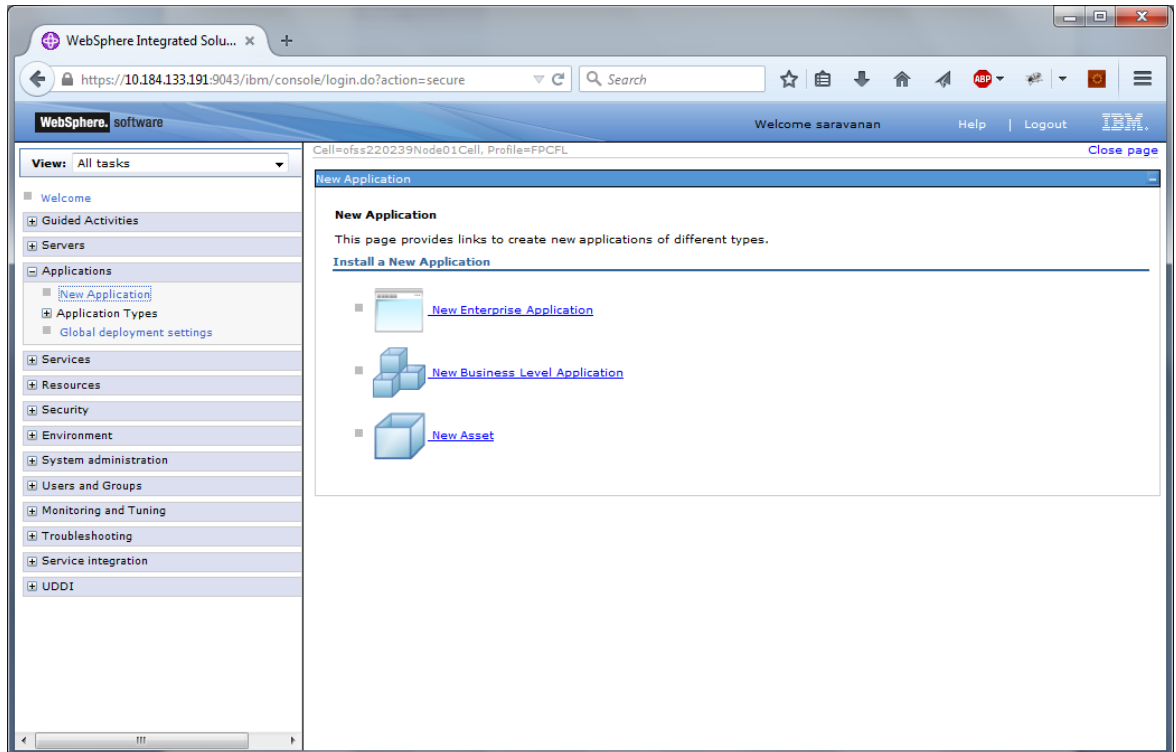 WebSphere Integrated Solu...
https://10.184.133.191:9043/ibm/console/login.do?action=secure
Search
ABP
WebSphere. software
Welcome saravanan
Help | Logout
IBM.
View: All tasks
Cell=ofss220239Node01Cell, Profile=FPCFL
Close page
Welcome
Guided Activities
Servers
Applications
New Application
Application Types
Global deployment settings
Services
Resources
Security
Environment
System administration
Users and Groups
Monitoring and Tuning
Troubleshooting
Service integration
UDDI
New Application
New Application
This page provides links to create new applications of different types.
Install a New Application
New Enterprise Application
New Business Level Application
New Asset